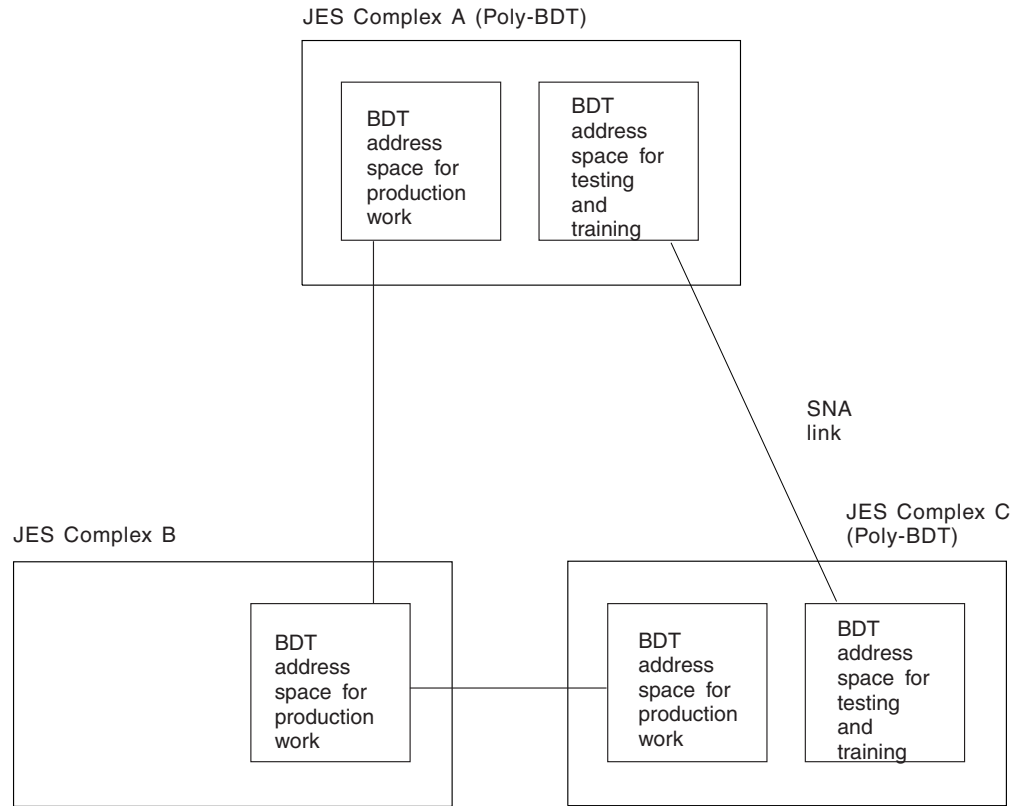 JES Complex A (Poly-BDT)
BDT
address
space for
production
work
BDT
address
space for
testing
and
training
SNA
link
JES Complex B
BDT
address
space for
production
work
JES Complex C
(Poly-BDT)
BDT
address
space for
production
work
BDT
address
space for
testing
and
training